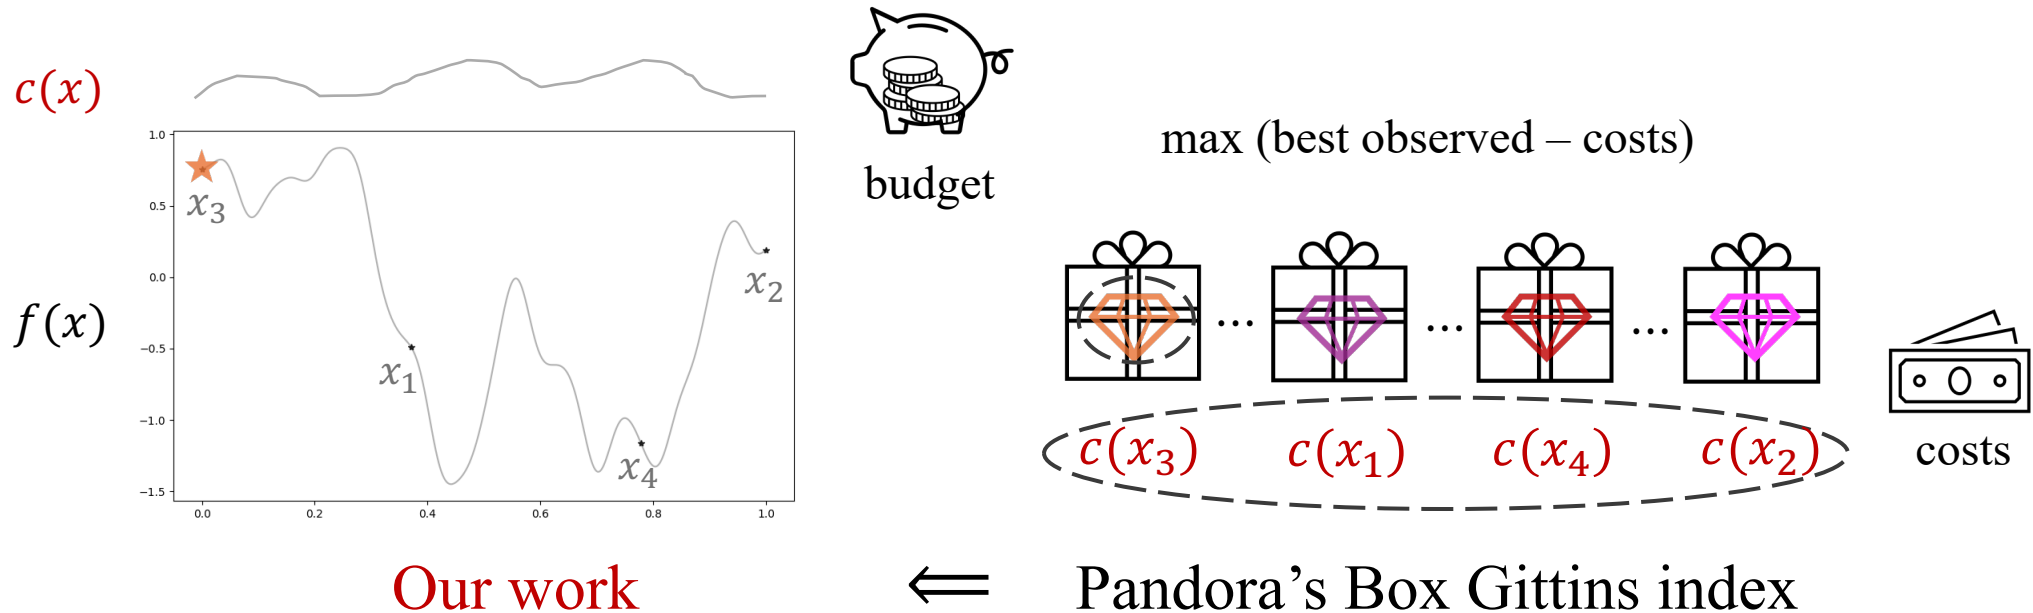 c(x)
1.0
0.5
0.0
−0.5
−1.0
−1.5
0.0 0.2 0.4 0.6 0.8 1.0
f(x)
x₃
x₁
x₄
x₂
budget
max (best observed – costs)
... ... ...
c(x₃) c(x₁) c(x₄) c(x₂)
costs
Our work ⇐ Pandora’s Box Gittins index